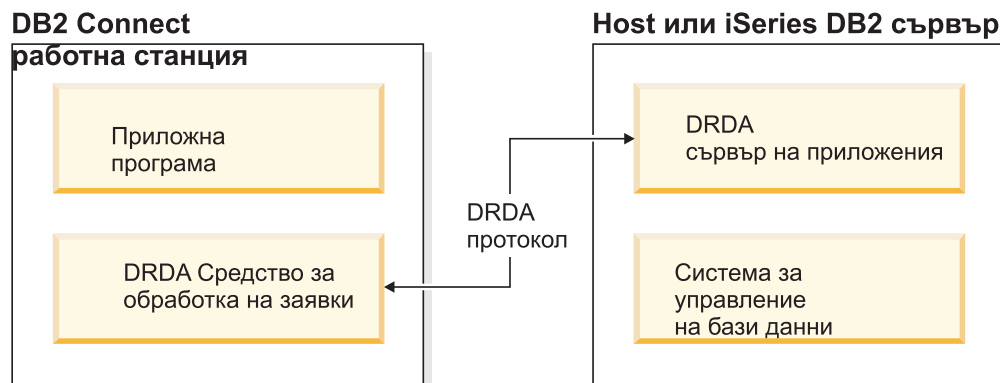 DB2 Connect
работна станция
Приложна
програма
DRDA Средство за
обработка на заявки
DRDA
протокол
Host или iSeries DB2 сървър
DRDA
сървър на приложения
Система за
управление
на бази данни